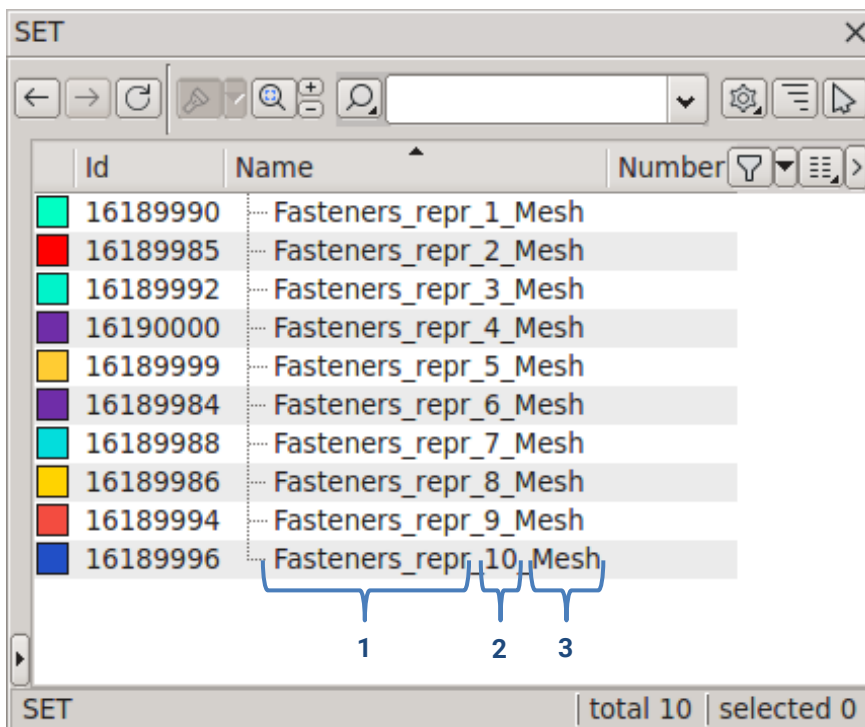 SET
Id Name Number
16189990 Fasteners_repr_1_Mesh
16189985 Fasteners_repr_2_Mesh
16189992 Fasteners_repr_3_Mesh
16190000 Fasteners_repr_4_Mesh
16189999 Fasteners_repr_5_Mesh
16189984 Fasteners_repr_6_Mesh
16189988 Fasteners_repr_7_Mesh
16189986 Fasteners_repr_8_Mesh
16189994 Fasteners_repr_9_Mesh
16189996 Fasteners_repr_10_Mesh
1 2 3
SET total 10 selected 0